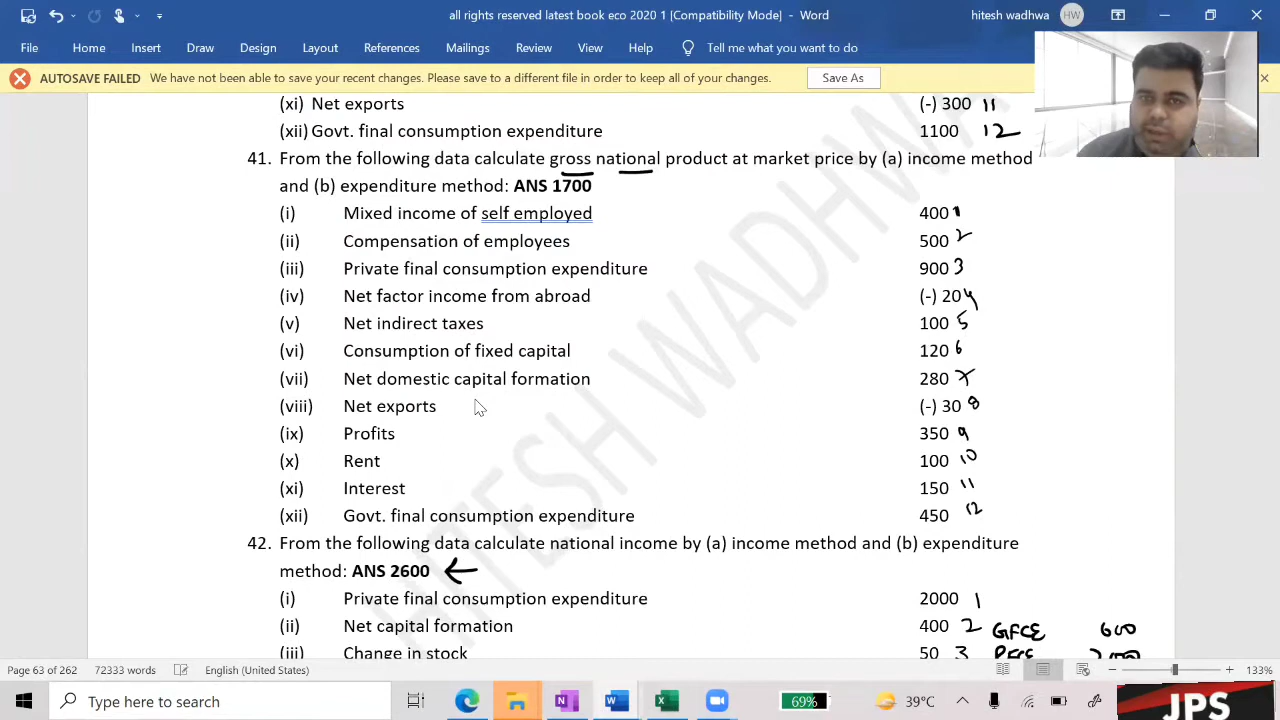 all rights reserved latest book eco 2020 1 [Compatibility Mode] - Word
hitesh wadhwa
HW
File Home Insert Draw Design Layout References Mailings Review View Help Tell me what you want to do
AUTOSAVE FAILED We have not been able to save your recent changes. Please save to a different file in order to keep all of your changes. Save As
(xi) Net exports (-) 300 11
(xii) Govt. final consumption expenditure 1100 12
41. From the following data calculate gross national product at market price by (a) income method
and (b) expenditure method: ANS 1700
(i) Mixed income of self employed 400 1
(ii) Compensation of employees 500 2
(iii) Private final consumption expenditure 900 3
(iv) Net factor income from abroad (-) 20 4
(v) Net indirect taxes 100 5
(vi) Consumption of fixed capital 120 6
(vii) Net domestic capital formation 280 7
(viii) Net exports (-) 30 8
(ix) Profits 350 9
(x) Rent 100 10
(xi) Interest 150 11
(xii) Govt. final consumption expenditure 450 12
42. From the following data calculate national income by (a) income method and (b) expenditure
method: ANS 2600
(i) Private final consumption expenditure 2000 1
(ii) Net capital formation 400 2 GFCE 600
(iii) Change in stock 50 3 PFCE
HITESH WADHWA
Page 63 of 262 72333 words English (United States) 133%
Type here to search 69% 39°C
JPS